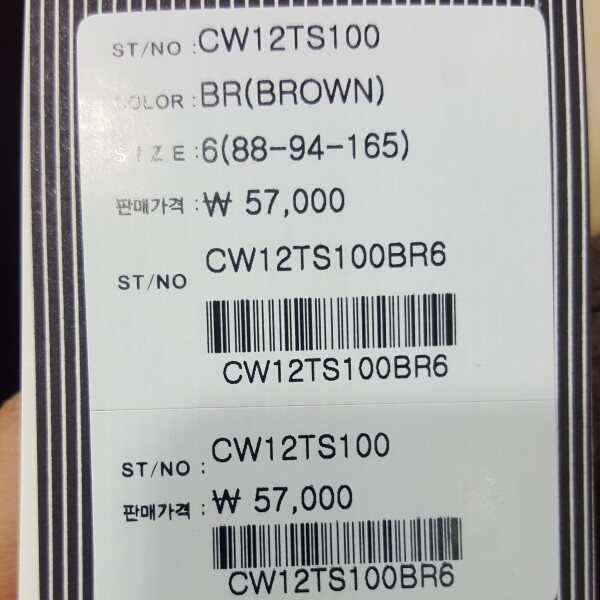 ST/NO : CW12TS100
COLOR : BR(BROWN)
SIZE : 6(88-94-165)
판매가격 : ₩ 57,000
ST/NO CW12TS100BR6
CW12TS100BR6
ST/NO : CW12TS100
판매가격 : ₩ 57,000
CW12TS100BR6